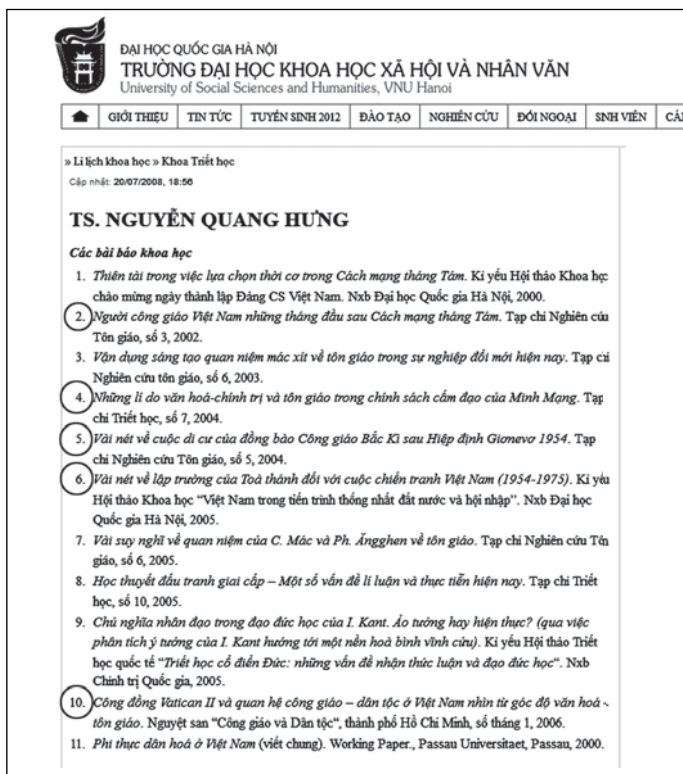 ĐẠI HỌC QUỐC GIA HÀ NỘI
TRƯỜNG ĐẠI HỌC KHOA HỌC XÃ HỘI VÀ NHÂN VĂN
University of Social Sciences and Humanities, VNU Hanoi
GIỚI THIỆU TIN TỨC TUYỂN SINH 2012 ĐÀO TẠO NGHIÊN CỨU ĐỐI NGOẠI SNH VIÊN
» Lí lịch khoa học » Khoa Triết học
Cập nhật: 20/07/2008, 18:56
TS. NGUYỄN QUANG HƯNG
Các bài báo khoa học
1. Thiên tài trong việc lựa chọn thời cơ trong Cách mạng tháng Tám. Kỉ yếu Hội thảo Khoa học
chào mừng ngày thành lập Đảng CS Việt Nam. Nxb Đại học Quốc gia Hà Nội, 2000.
2. Người công giáo Việt Nam những tháng đầu sau Cách mạng tháng Tám. Tạp chí Nghiên cứu
Tôn giáo, số 3, 2002.
3. Vận dụng sáng tạo quan niệm mác xít về tôn giáo trong sự nghiệp đổi mới hiện nay. Tạp chí
Nghiên cứu tôn giáo, số 6, 2003.
4. Những lí do văn hoá-chính trị và tôn giáo trong chính sách cấm đạo của Minh Mạng. Tạp
chí Triết học, số 7, 2004.
5. Vài nét về cuộc di cư của đồng bào Công giáo Bắc Kì sau Hiệp định Giơnevơ 1954. Tạp
chí Nghiên cứu Tôn giáo, số 5, 2004.
6. Vài nét về lập trường của Toà thánh đối với cuộc chiến tranh Việt Nam (1954-1975). Kỉ yếu
Hội thảo Khoa học “Việt Nam trong tiến trình thống nhất đất nước và hội nhập”. Nxb Đại học
Quốc gia Hà Nội, 2005.
7. Vài suy nghĩ về quan niệm của C. Mác và Ph. Ăngghen về tôn giáo. Tạp chí Nghiên cứu Tôn
giáo, số 6, 2005.
8. Học thuyết đấu tranh giai cấp – Một số vấn đề lí luận và thực tiễn hiện nay. Tạp chí Triết
học, số 10, 2005.
9. Chủ nghĩa nhân đạo trong đạo đức học của I. Kant. Ảo tưởng hay hiện thực? (qua việc
phân tích ý tưởng của I. Kant hướng tới một nền hoà bình vĩnh cửu). Kỉ yếu Hội thảo Triết
học quốc tế “Triết học cổ điển Đức: những vấn đề nhận thức luận và đạo đức học“. Nxb
Chính trị Quốc gia, 2005.
10. Công đồng Vatican II và quan hệ công giáo – dân tộc ở Việt Nam nhìn từ góc độ văn hoá -
tôn giáo. Nguyệt san “Công giáo và Dân tộc“, thành phố Hồ Chí Minh, số tháng 1, 2006.
11. Phi thực dân hoá ở Việt Nam (viết chung). Working Paper., Passau Universitaet, Passau, 2000.